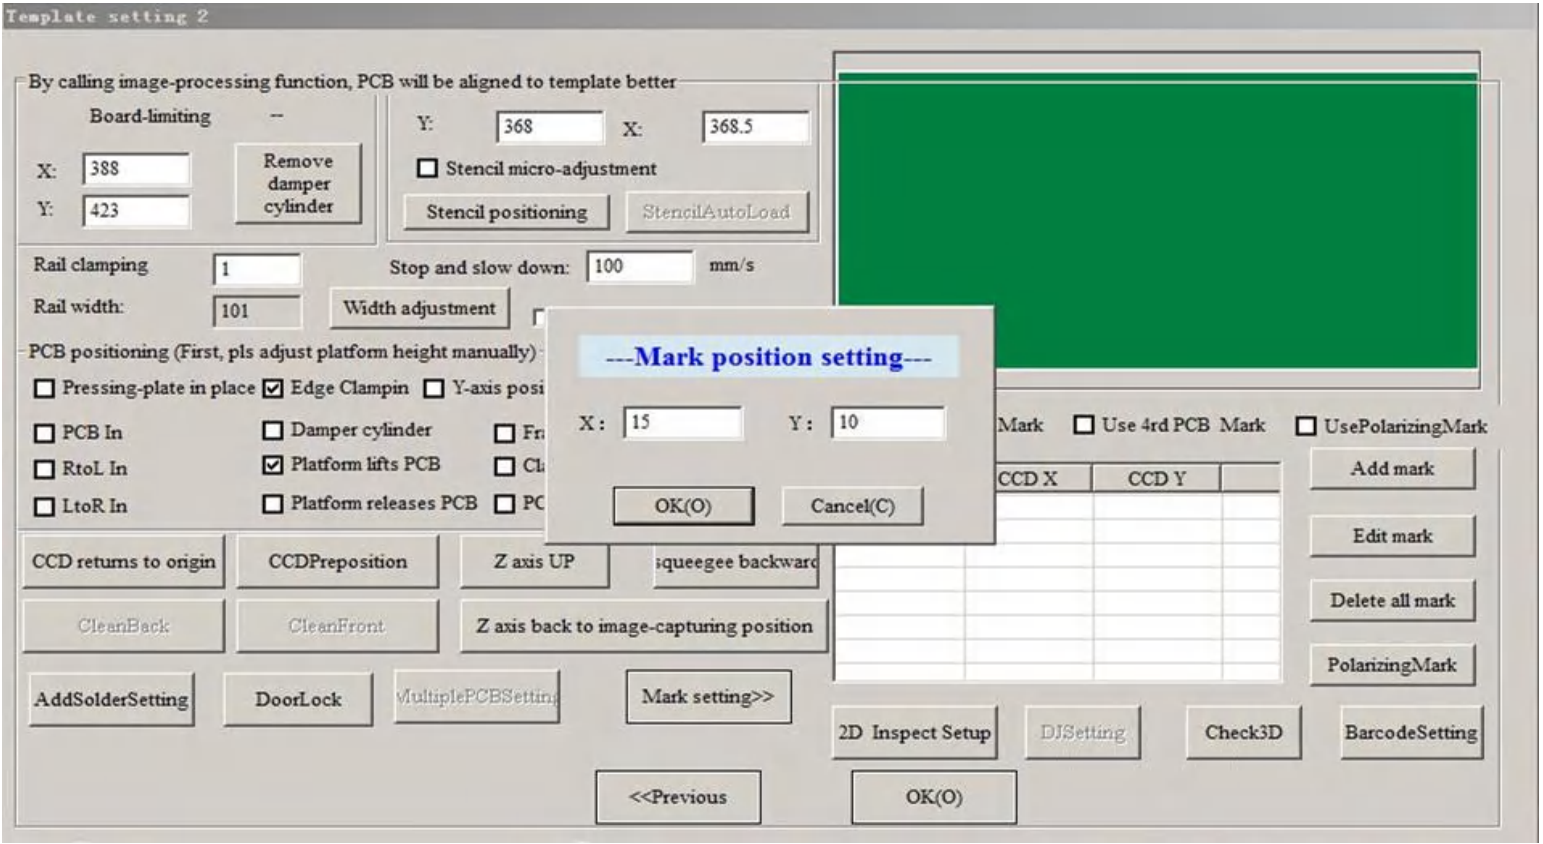 Template setting 2
By calling image-processing function, PCB will be aligned to template better
Board-limiting --
X: 388
Y: 423
Remove
damper
cylinder
Y: 368 X: 368.5
Stencil micro-adjustment
Stencil positioning StencilAutoLoad
Rail clamping 1 Stop and slow down: 100 mm/s
Rail width: 101 Width adjustment
PCB positioning (First, pls adjust platform height manually)
Pressing-plate in place Edge Clampin Y-axis posi
PCB In Damper cylinder Fr
RtoL In Platform lifts PCB Cl
LtoR In Platform releases PCB PC
---Mark position setting---
X: 15 Y: 10
OK(O) Cancel(C)
Mark Use 4rd PCB Mark UsePolarizingMark
CCD X CCD Y
Add mark
Edit mark
Delete all mark
PolarizingMark
CCD returns to origin CCDPreposition Z axis UP squeegee backward
CleanBack CleanFront Z axis back to image-capturing position
AddSolderSetting DoorLock MultiplePCBSetting Mark setting>>
2D Inspect Setup DJSetting Check3D BarcodeSetting
<<Previous OK(O)